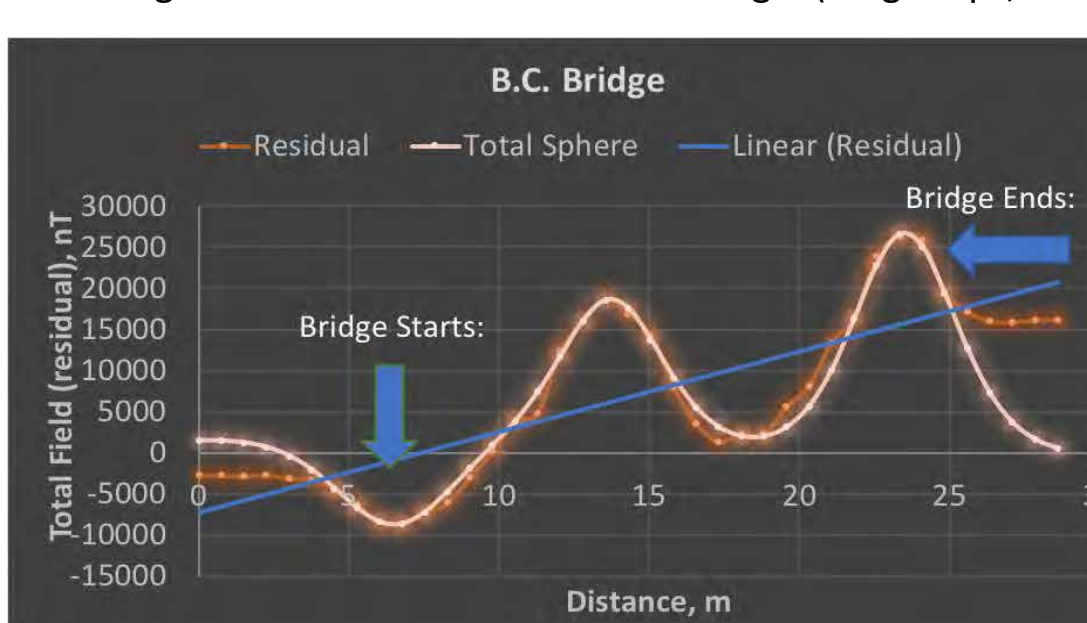 B.C. Bridge
Residual Total Sphere Linear (Residual)
Total Field (residual), nT
30000
25000
20000
15000
10000
5000
0
-5000
-10000
-15000
Bridge Starts:
Bridge Ends:
0 5 10 15 20 25
Distance, m